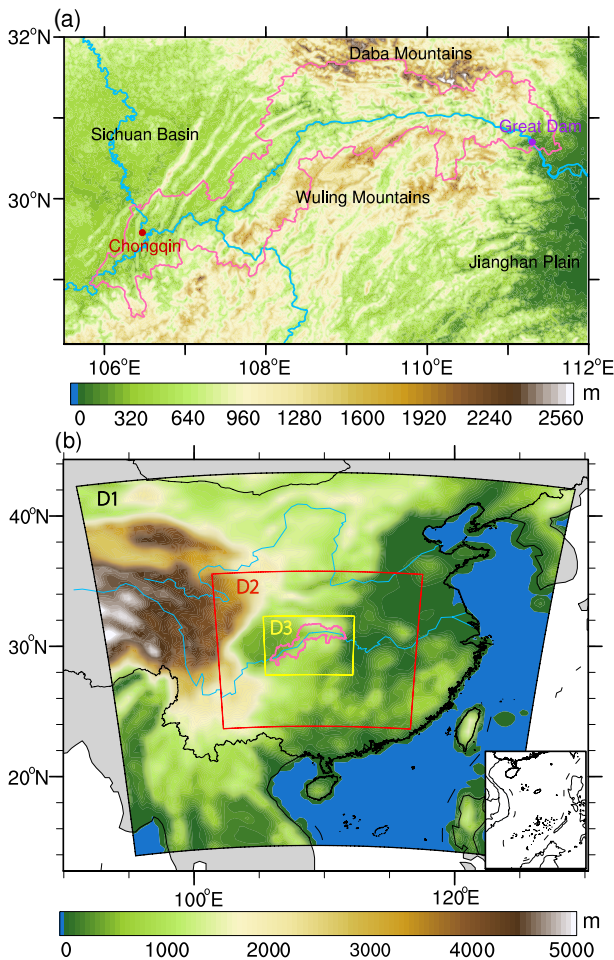 (a)
32°N
Daba Mountains
Sichuan Basin
Great Dam
30°N
Wuling Mountains
Chongqin
Jianghan Plain
106°E
108°E
110°E
112°E
m
0 320 640 960 1280 1600 1920 2240 2560
(b)
D1
40°N
D2
D3
30°N
20°N
100°E
120°E
m
0 1000 2000 3000 4000 5000